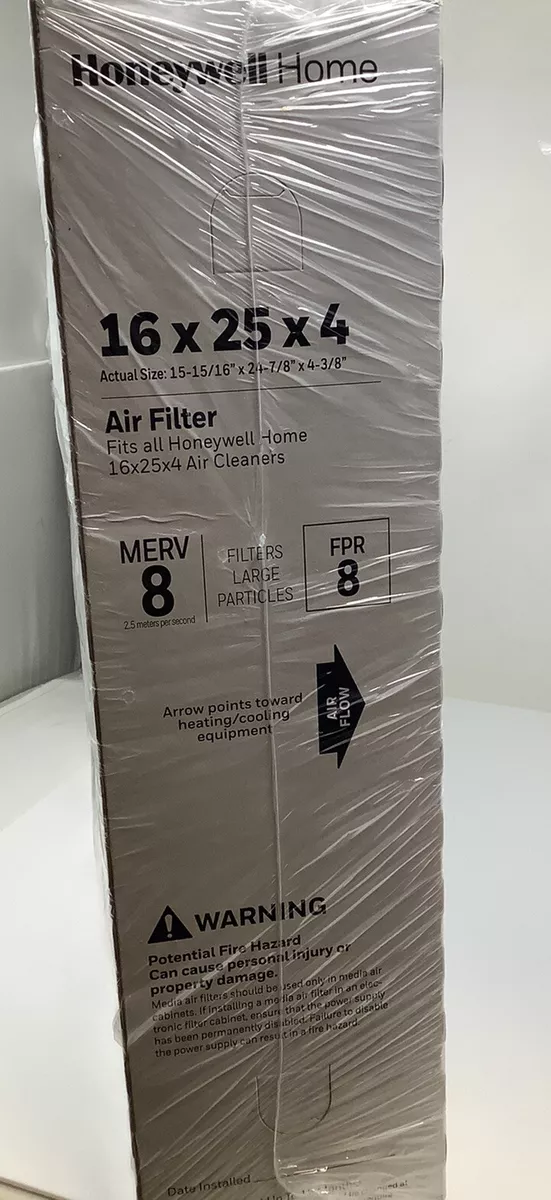 Honeywell Home
16 x 25 x 4
Actual Size: 15-15/16" x 24-7/8" x 4-3/8"
Air Filter
Fits all Honeywell Home
16x25x4 Air Cleaners
MERV
8
2.5 meters per second
FILTERS
LARGE
PARTICLES
FPR
8
Arrow points toward
heating/cooling
equipment
AIR
FLOW
WARNING
Potential Fire Hazard
Can cause personal injury or
property damage.
Media air filters should be used only in media air
cabinets. If installing a media air filter in an elec-
tronic filter cabinet, ensure that the power supply
has been permanently disabled. Failure to disable
the power supply can result in a fire hazard.
Date Installed